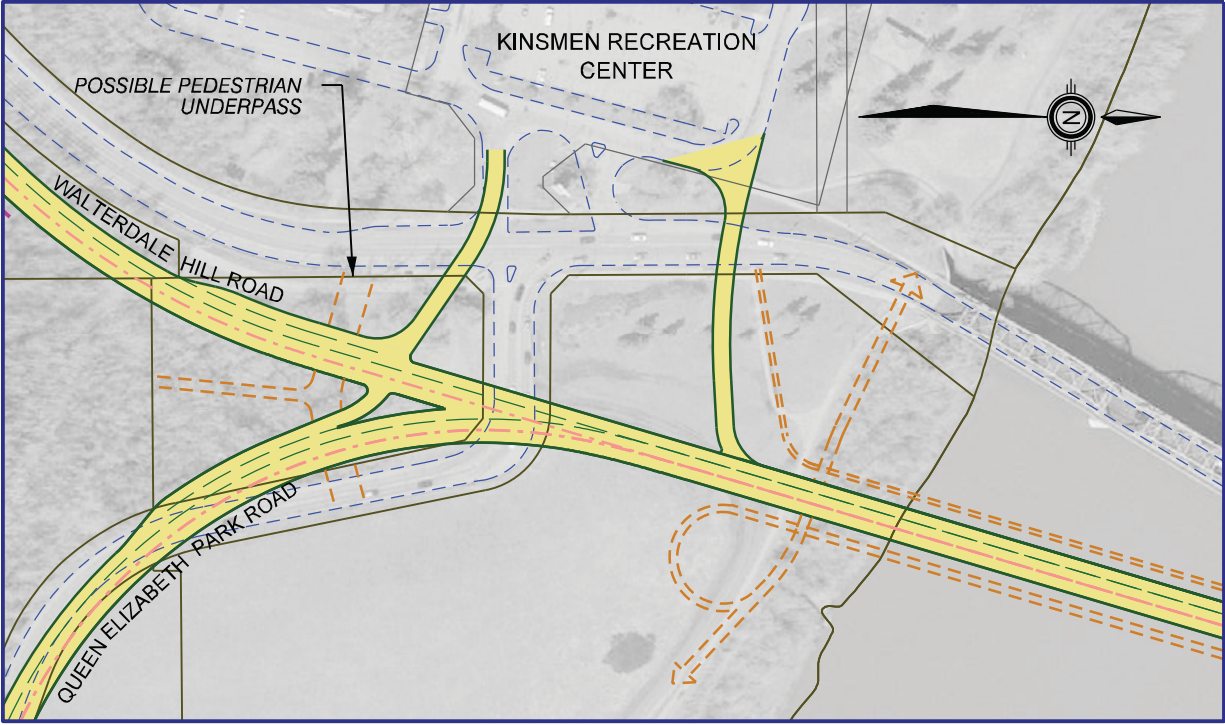 KINSMEN RECREATION
CENTER
POSSIBLE PEDESTRIAN
UNDERPASS
N
WALTERDALE HILL ROAD
QUEEN ELIZABETH PARK ROAD